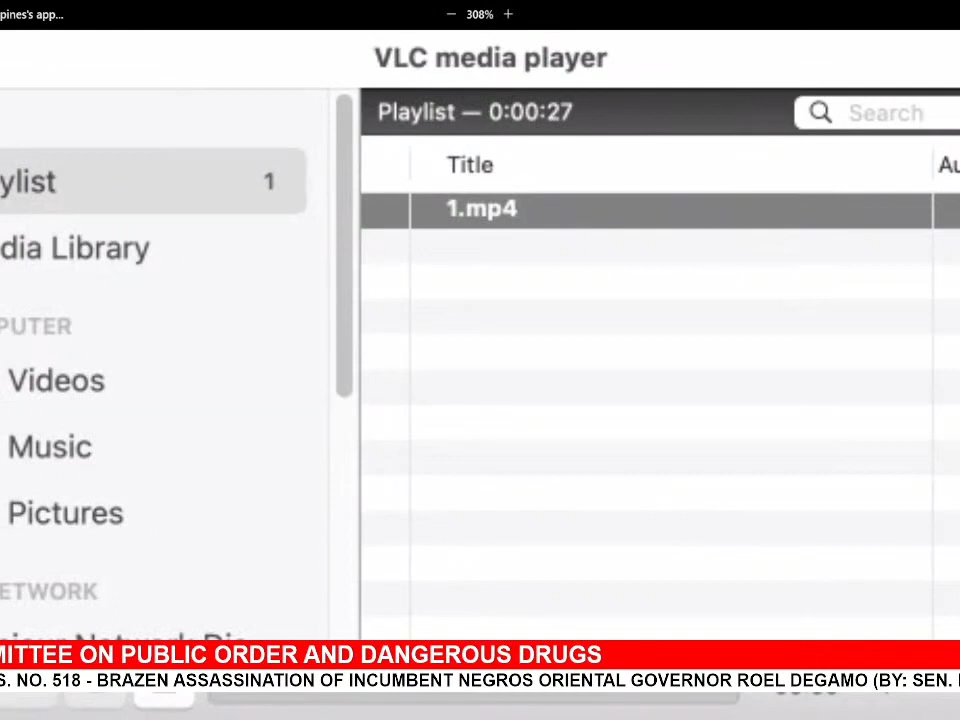 pines's app...
308%
VLC media player
Playlist — 0:00:27
Search
Title
Au
ylist
1
1.mp4
dia Library
PUTER
Videos
Music
Pictures
ETWORK
MITTEE ON PUBLIC ORDER AND DANGEROUS DRUGS
S. NO. 518 - BRAZEN ASSASSINATION OF INCUMBENT NEGROS ORIENTAL GOVERNOR ROEL DEGAMO (BY: SEN.